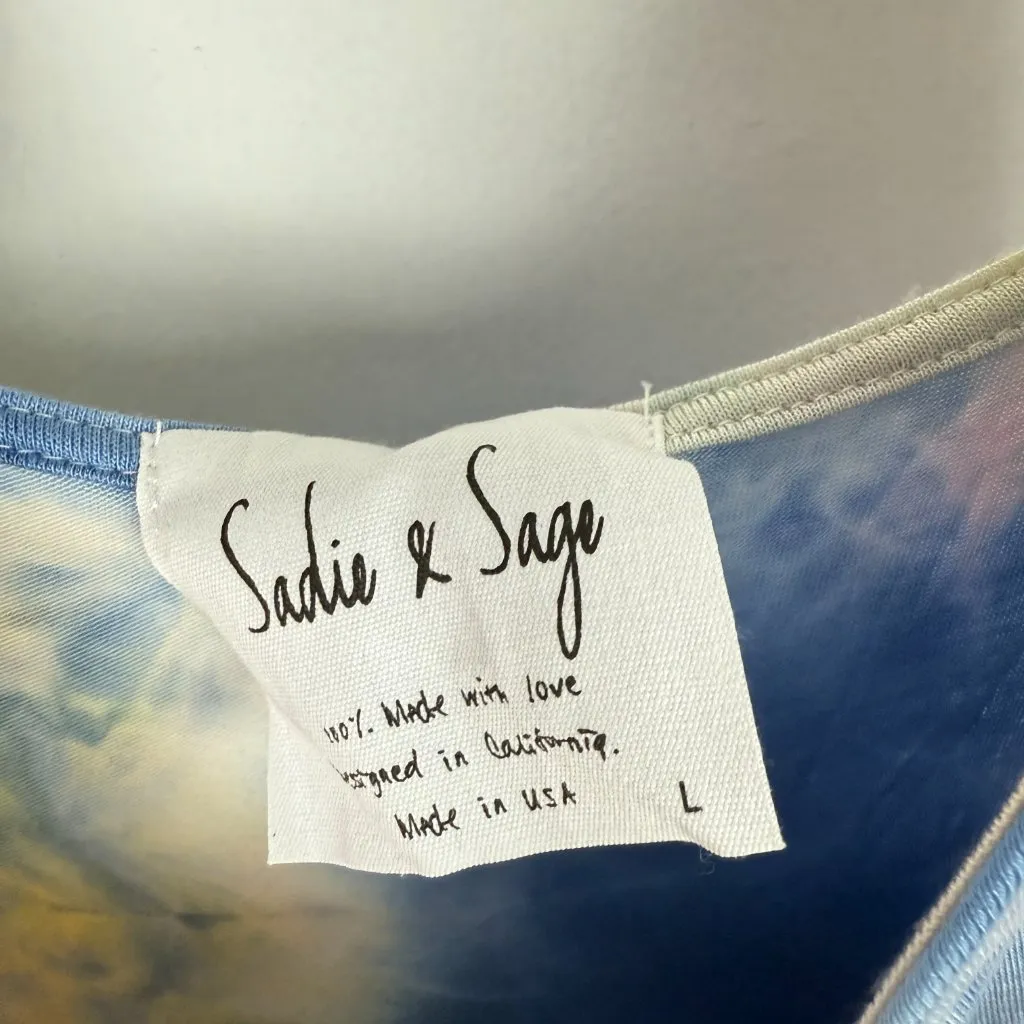 Sadie & Sage
100% Made with love
Designed in California.
Made in USA
L